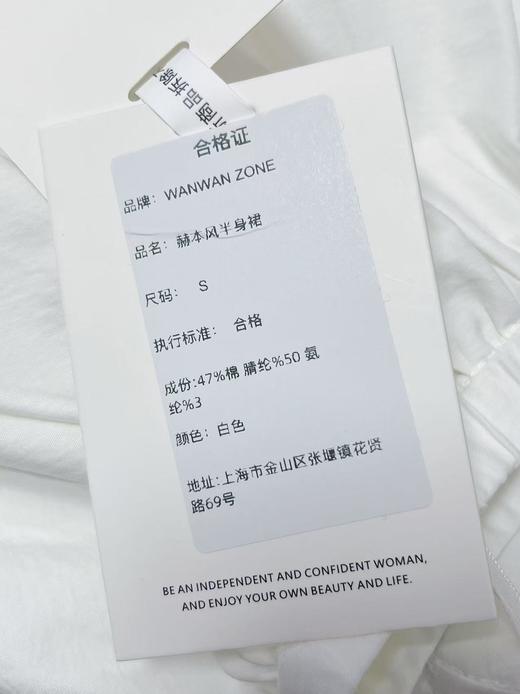 合格证
品牌: WANWAN ZONE
品名: 赫本风半身裙
尺码: S
执行标准: 合格
成份:47%棉 腈纶%50 氨
纶%3
颜色: 白色
地址:上海市金山区张堰镇花贤
路69号
BE AN INDEPENDENT AND CONFIDENT WOMAN,
AND ENJOY YOUR OWN BEAUTY AND LIFE.